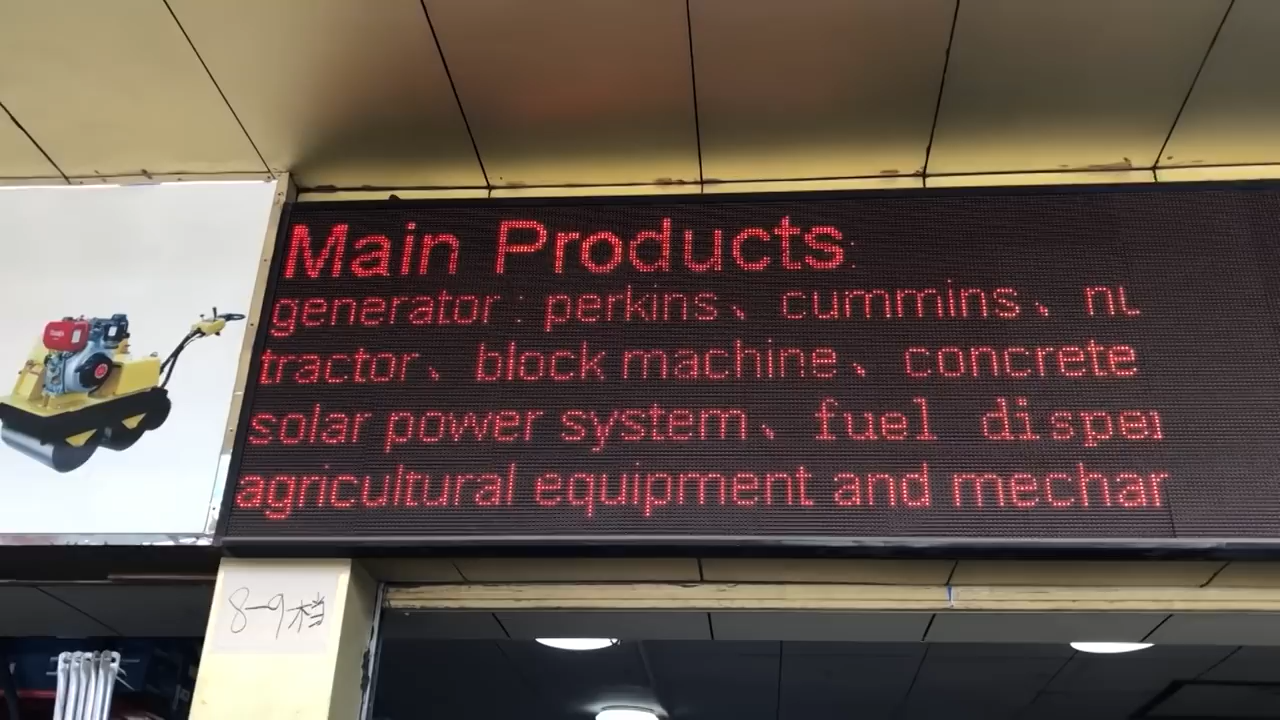 Main Products:
generator : perkins、cummins、
tractor、block machine、concrete
solar power system、fuel
agricultural equipment and
8-9档